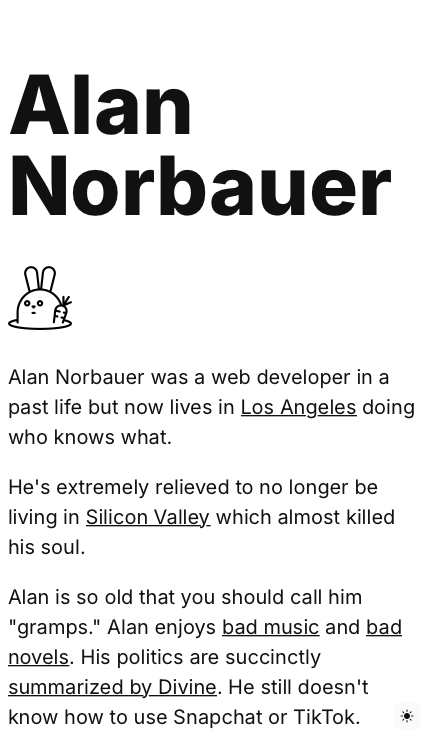 Alan
Norbauer
Alan Norbauer was a web developer in a
past life but now lives in Los Angeles doing
who knows what.
He's extremely relieved to no longer be
living in Silicon Valley which almost killed
his soul.
Alan is so old that you should call him
"gramps." Alan enjoys bad music and bad
novels. His politics are succinctly
summarized by Divine. He still doesn't
know how to use Snapchat or TikTok.